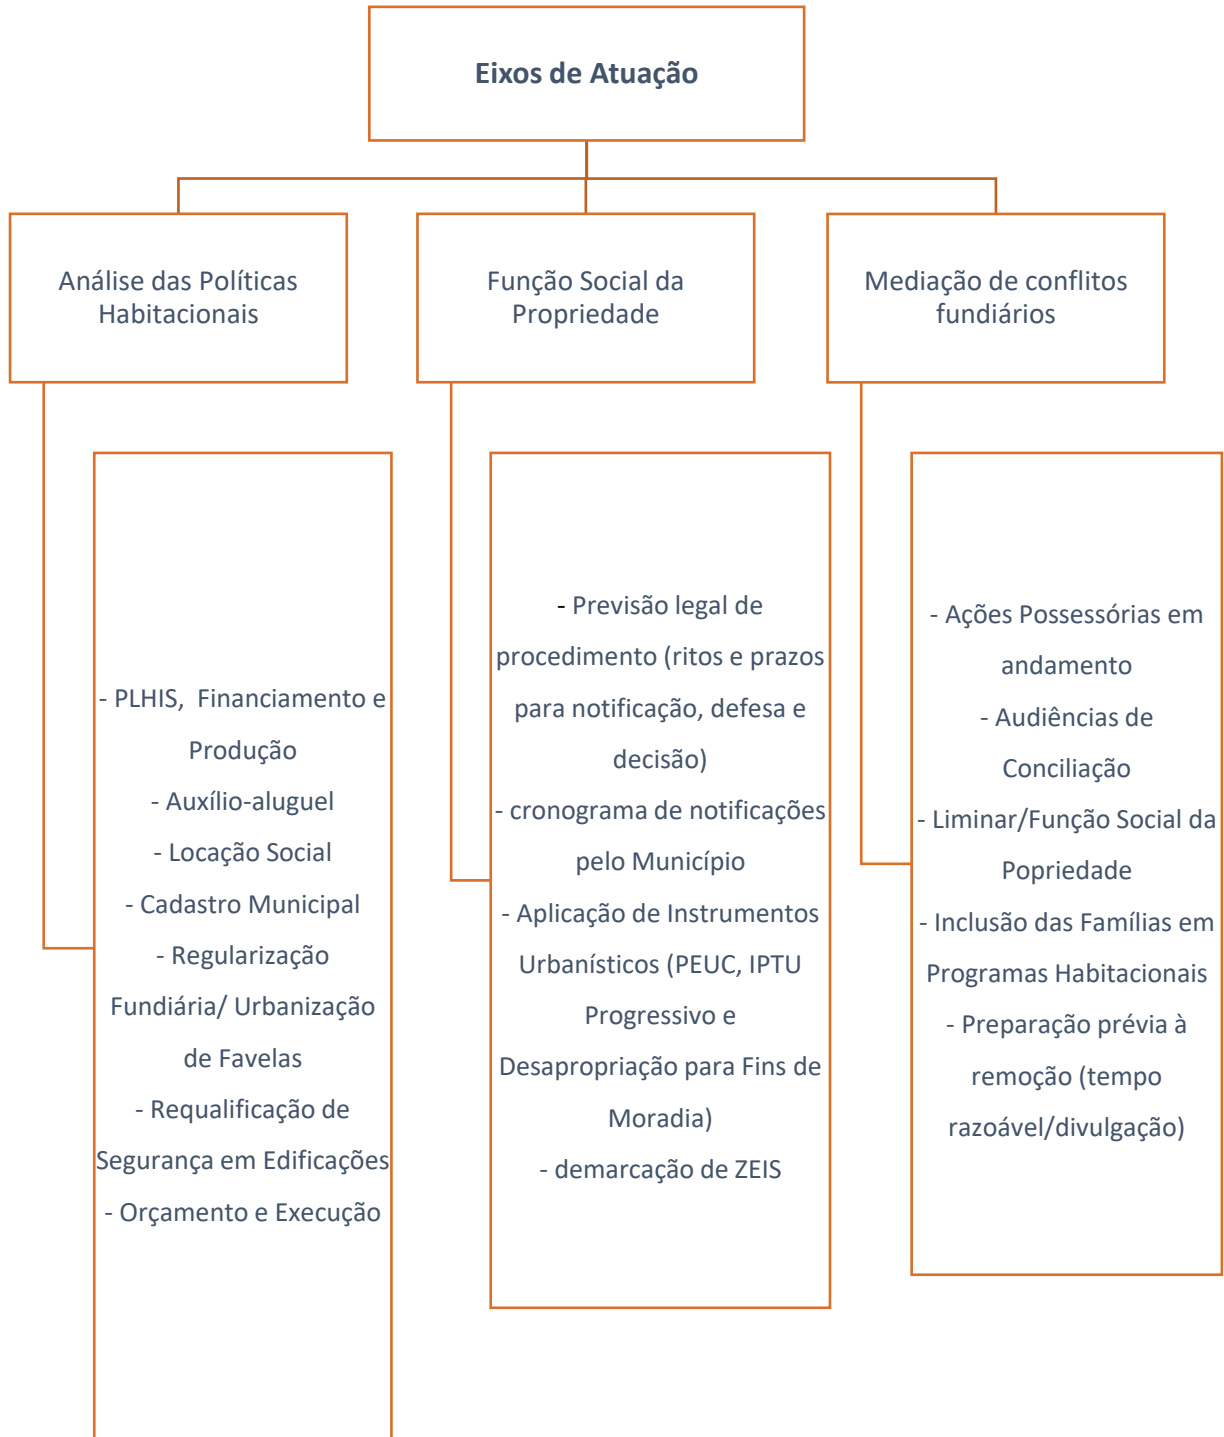 Eixos de Atuação
Análise das Políticas
Habitacionais
Função Social da
Propriedade
Mediação de conflitos
fundiários
- PLHIS,  Financiamento e
Produção
- Auxílio-aluguel
- Locação Social
- Cadastro Municipal
- Regularização
Fundiária/ Urbanização
de Favelas
- Requalificação de
Segurança em Edificações
- Orçamento e Execução
- Previsão legal de
procedimento (ritos e prazos
para notificação, defesa e
decisão)
- cronograma de notificações
pelo Município
- Aplicação de Instrumentos
Urbanísticos (PEUC, IPTU
Progressivo e
Desapropriação para Fins de
Moradia)
- demarcação de ZEIS
- Ações Possessórias em
andamento
- Audiências de
Conciliação
- Liminar/Função Social da
Popriedade
- Inclusão das Famílias em
Programas Habitacionais
- Preparação prévia à
remoção (tempo
razoável/divulgação)